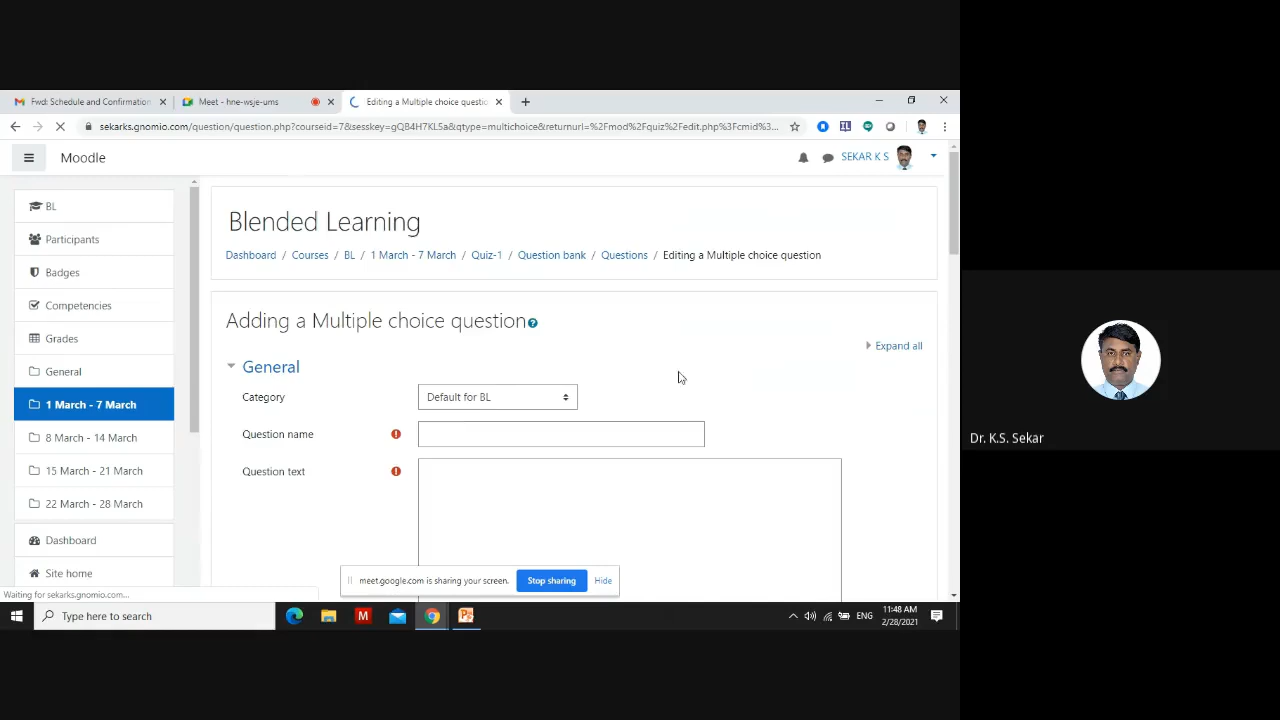 Fwd: Schedule and Confirmation
Meet - hne-wsje-ums
Editing a Multiple choice questio
sekarks.gnomio.com/question/question.php?courseid=7&sesskey=gQB4H7KLSa&qtype=multichoice&returnurl=%2Fmod%2Fquiz%2Fedit.php%3Fcmid%3...
Moodle
SEKAR K S
BL
Participants
Badges
Competencies
Grades
General
1 March - 7 March
8 March - 14 March
15 March - 21 March
22 March - 28 March
Dashboard
Site home
Blended Learning
Dashboard / Courses / BL / 1 March - 7 March / Quiz-1 / Question bank / Questions / Editing a Multiple choice question
Adding a Multiple choice question
Expand all
General
Category
Default for BL
Question name
Question text
meet.google.com is sharing your screen.
Stop sharing
Hide
Waiting for sekarks.gnomio.com...
Type here to search
ENG
11:48 AM
2/28/2021
Dr. K.S. Sekar